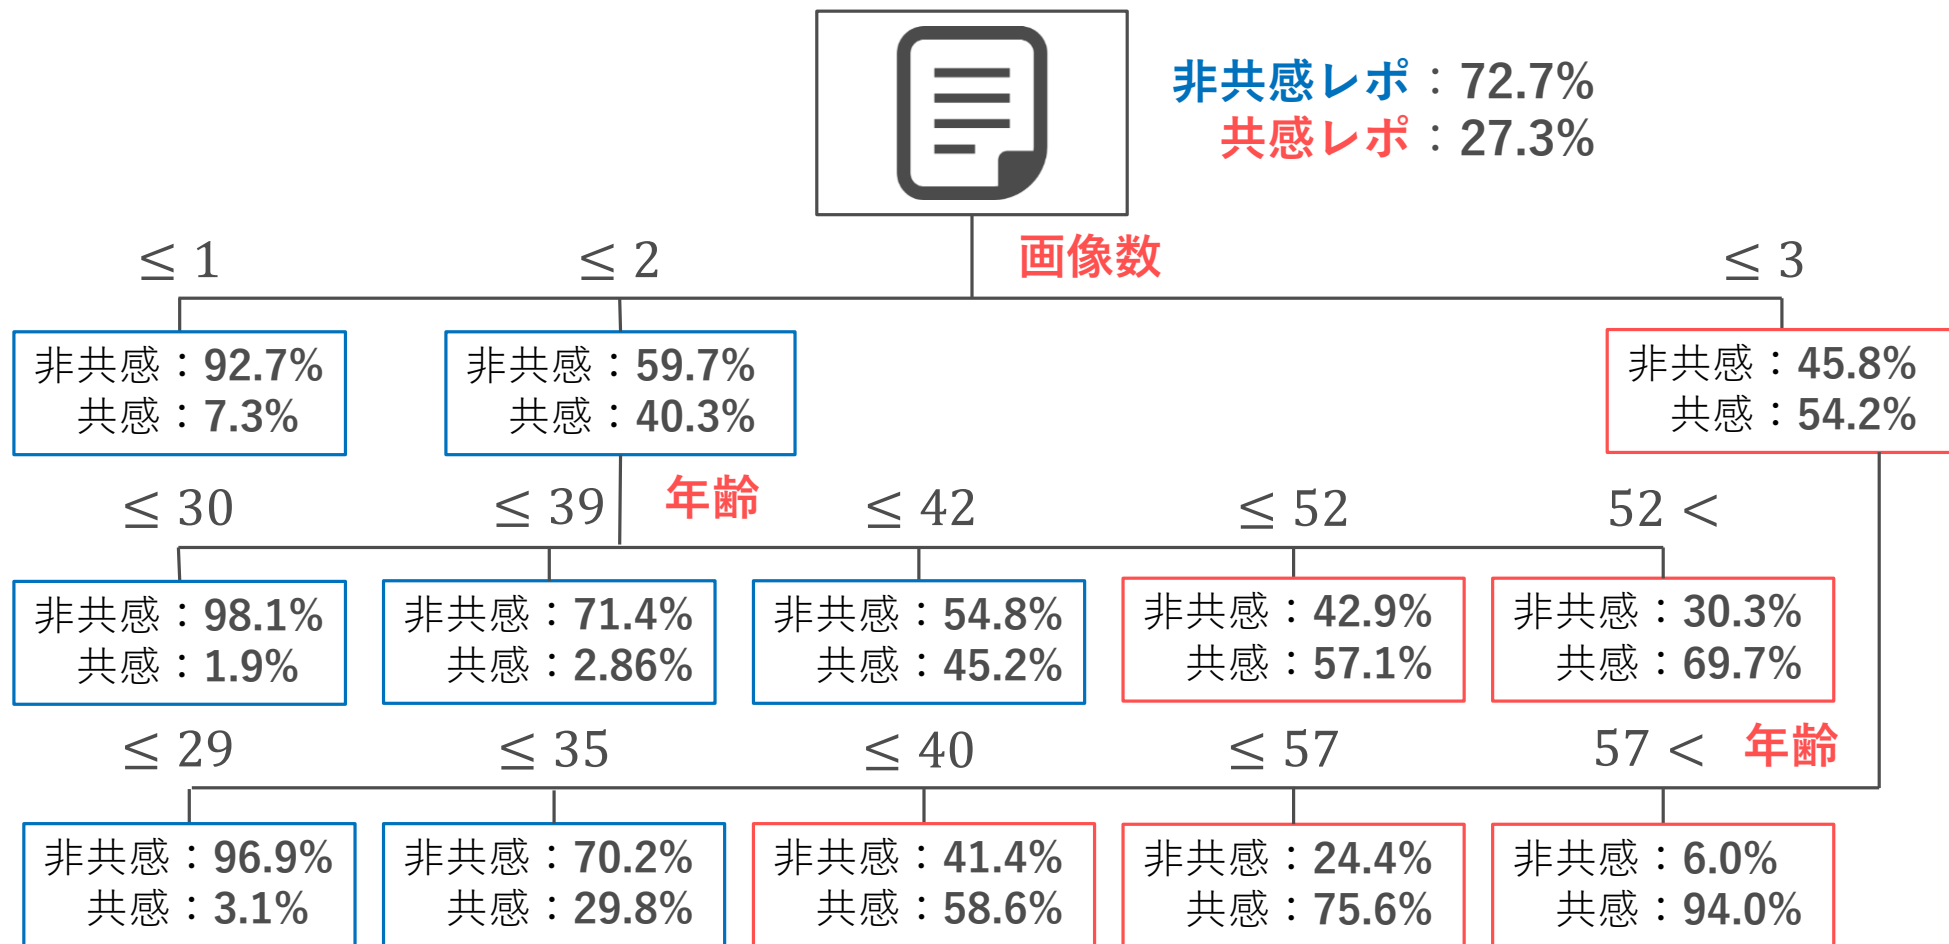 非共感レポ：72.7%
共感レポ：27.3%
画像数
≤ 1
≤ 2
≤ 3
非共感：92.7%
共感：7.3%
非共感：59.7%
共感：40.3%
非共感：45.8%
共感：54.2%
年齢
≤ 30
≤ 39
≤ 42
≤ 52
52 <
非共感：98.1%
共感：1.9%
非共感：71.4%
共感：2.86%
非共感：54.8%
共感：45.2%
非共感：42.9%
共感：57.1%
非共感：30.3%
共感：69.7%
年齢
≤ 29
≤ 35
≤ 40
≤ 57
57 <
非共感：96.9%
共感：3.1%
非共感：70.2%
共感：29.8%
非共感：41.4%
共感：58.6%
非共感：24.4%
共感：75.6%
非共感：6.0%
共感：94.0%